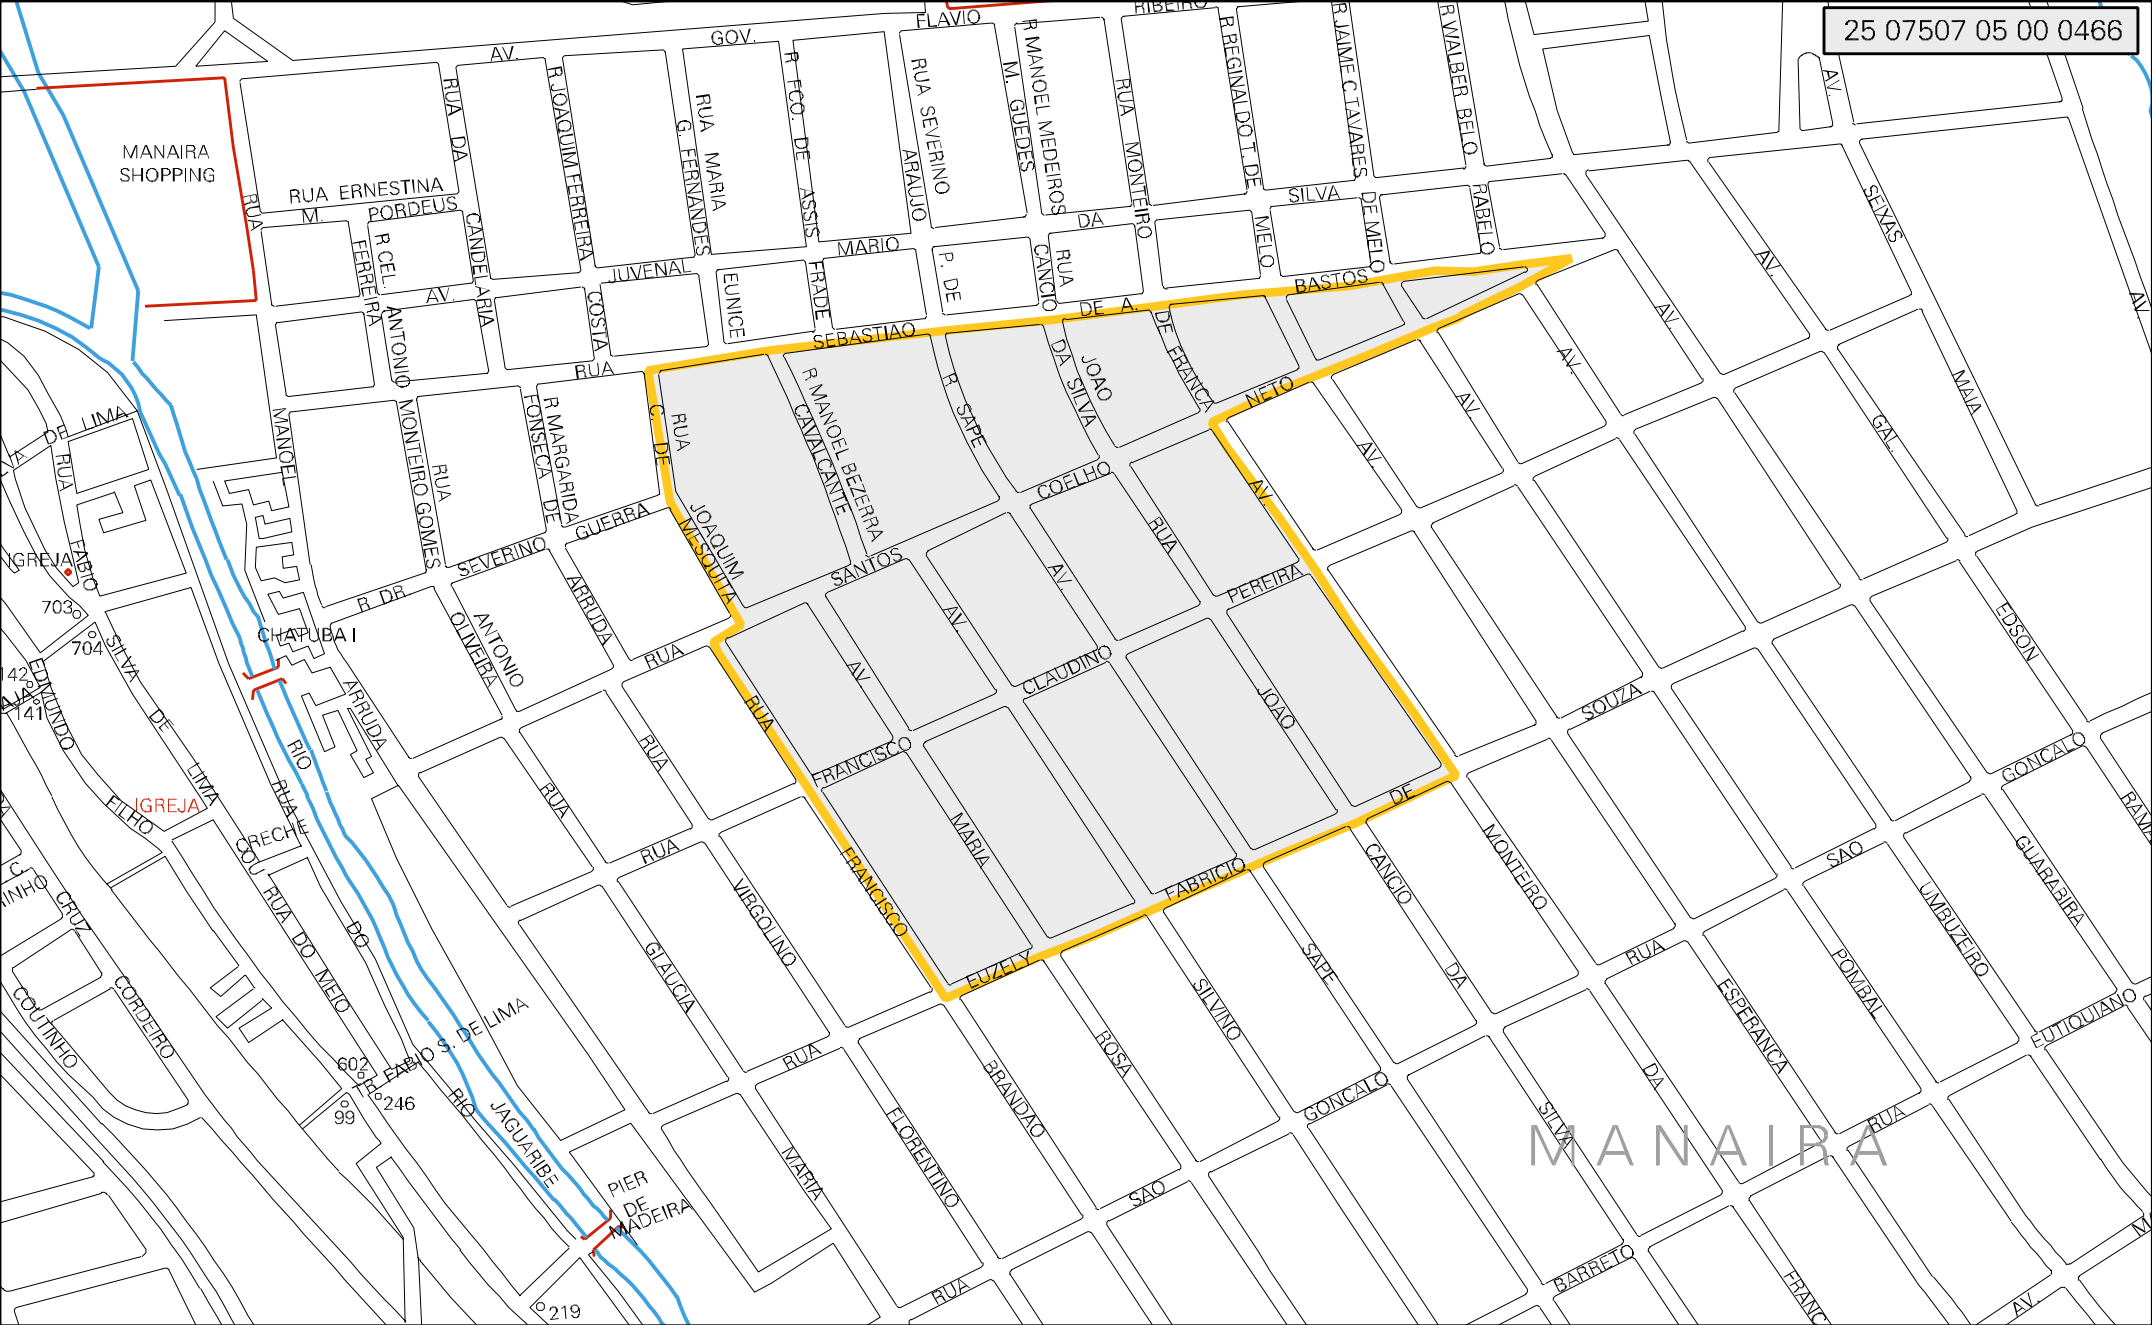 25 07507 05 00 0466
FLAVIO
RIBEIRO
GOV.
AV.
R WALBER BELO
R JAIME C TAVARES
R REGINALDO T. DE
R MANOEL MEDEIROS
M. GUEDES
RUA MONTEIRO
RUA SEVERINO
ARAUJO
R FCO. DE ASSIS
RUA MARIA
G. FERNANDES
R JOAQUIM FERREIRA
RUA DA
CANDELARIA
MANAIRA
SHOPPING
RUA ERNESTINA
M. PORDEUS
RUA
R CEL.
FERREIRA
ANTONIO
AV.
JUVENAL
MARIO
DA
SILVA
MELO
DE MELO
RABELO
SEIXAS
AV.
AV.
AV.
AV.
EUNICE
FRADE
P. DE
CANCIO
RUA
COSTA
RUA
SEBASTIAO
DE A.
BASTOS
NETO
RUA
C. DE
R MANOEL BEZERRA
CAVALCANTE
R SAPE
DA SILVA
JOAO
DE FRANCA
COELHO
AV.
AV.
AV.
AV.
GAL.
MAIA
DE LIMA
RUA
MANOEL
MONTEIRO GOMES
RUA
FONSECA DE
R MARGARIDA
GUERRA
SEVERINO
R DR
JOAQUIM
MESQUITA
SANTOS
RUA
AV.
PEREIRA
IGREJA
FABIO
703
704
142
141
CHATUBA I
OLIVEIRA
ANTONIO
ARRUDA
RUA
AV.
AV
CLAUDINO
JOAO
EDSON
SOUZA
SILVA DE LIMA
EDMUNDO
FILHO
IGREJA
CRECHE
ARRUDA
RIO
RUA
RUA
RUA
RUA
FRANCISCO
MARIA
FRANCISCO
DE
FABRICIO
EUZELY
MONTEIRO
CANCIO
GONCALO
SAO
GUARABIRA
UMBUZEIRO
POMBAL
RUA
ESPERANCA
EUTIQUIANO
C
CRUZ
CORDEIRO
COUTINHO
RUA DO MEIO
DO
RUA
VIRGOLINO
GLAUCIA
RUA
BRANDAO
ROSA
SILVINO
SAPE
DA
GONCALO
SILVA
DA
RUA
602
TR FABIO S. DE LIMA
246
99
RIO
JAGUARIBE
PIER
DE
MADEIRA
MARIA
FLORENTINO
SAO
RUA
BARRETO
FRANC
AV.
219
MANAIRA